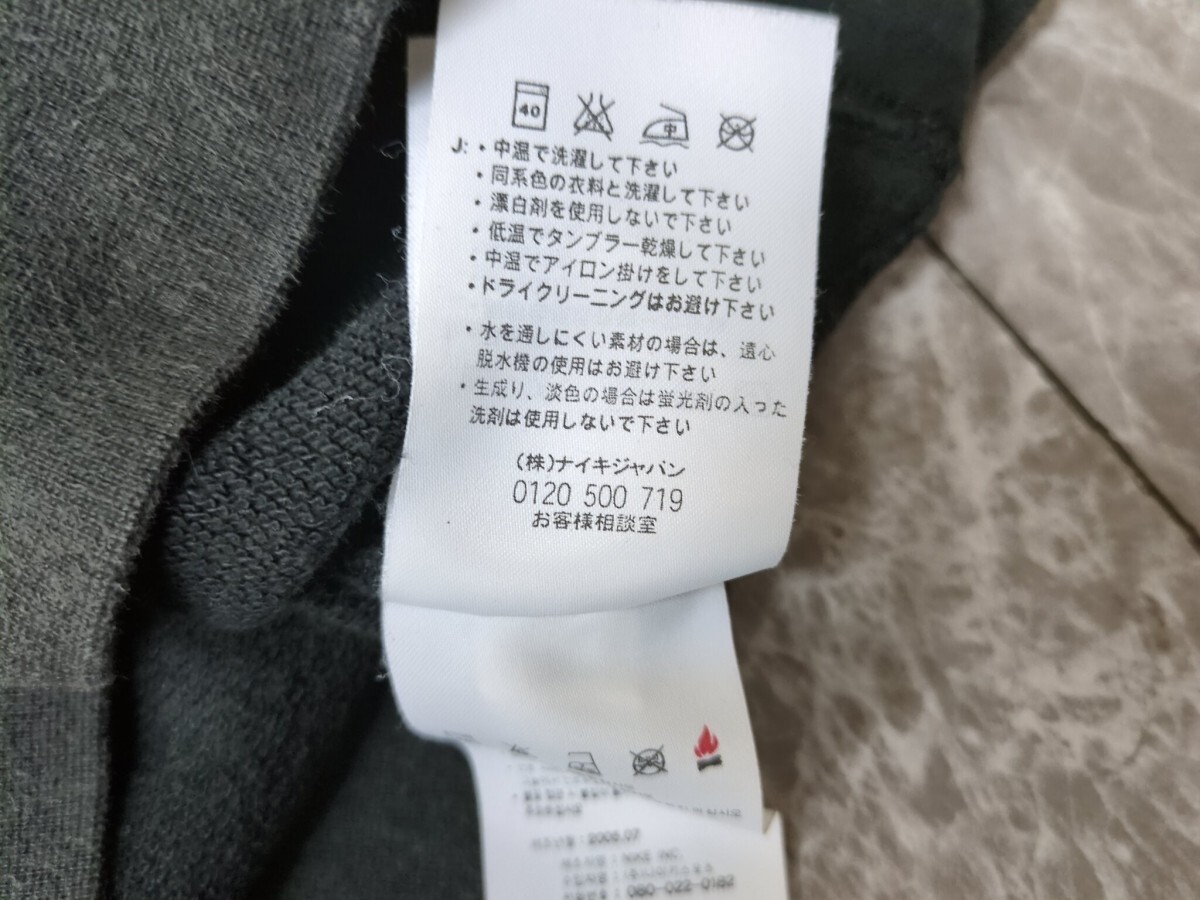 40
中
J: ・中温で洗濯して下さい
・同系色の衣料と洗濯して下さい
・漂白剤を使用しないで下さい
・低温でタンブラー乾燥して下さい
・中温でアイロン掛けをして下さい
・ドライクリーニングはお避け下さい
・水を通しにくい素材の場合は、遠心
脱水機の使用はお避け下さい
・生成り、淡色の場合は蛍光剤の入った
洗剤は使用しないで下さい
(株)ナイキジャパン
0120 500 719
お客様相談室
2006.07
NIKE INC.
080-022-0182